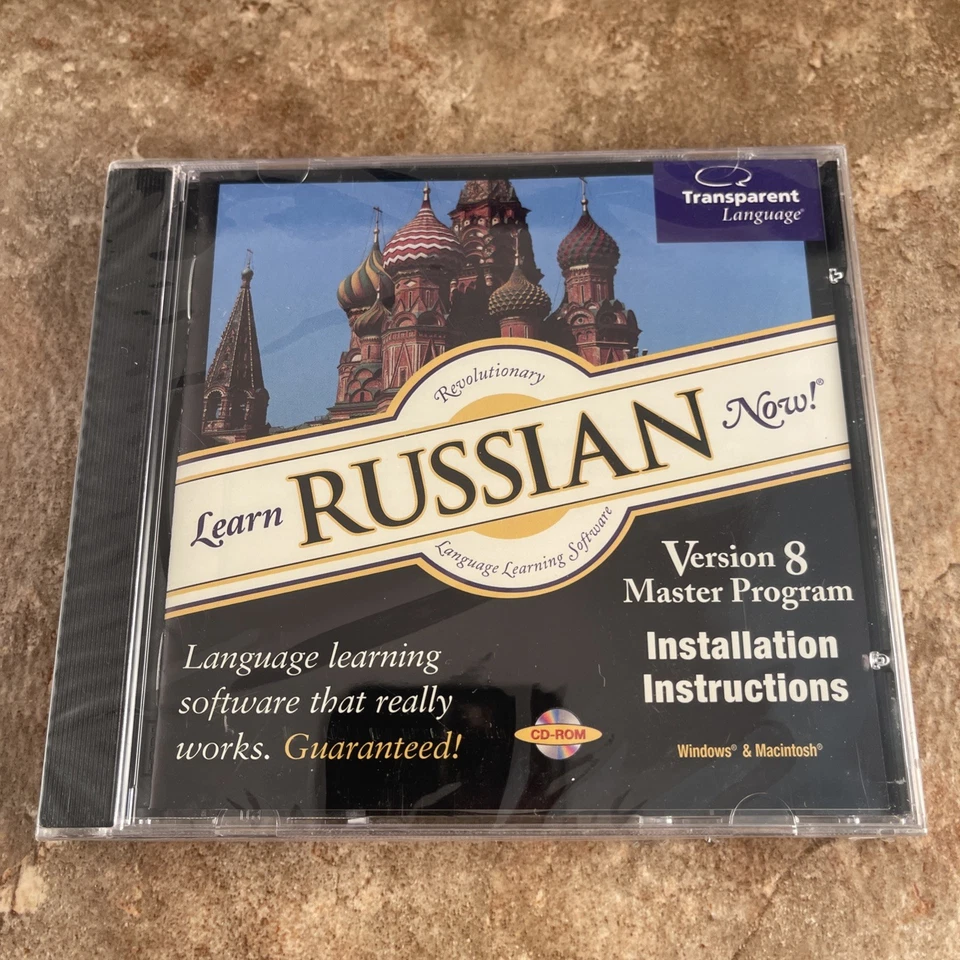 Transparent
Language®
Revolutionary
Learn RUSSIAN Now!®
Language Learning Software
Version 8
Master Program
Installation
Instructions
Windows® & Macintosh®
Language learning
software that really
works. Guaranteed!
CD-ROM